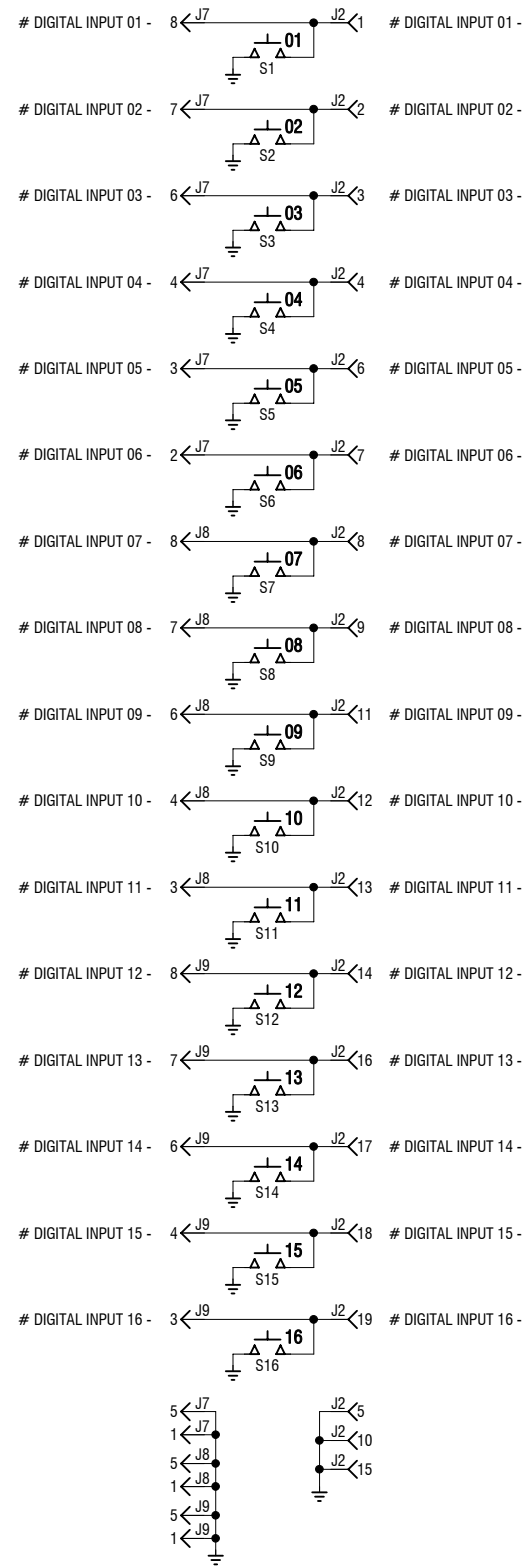 # DIGITAL INPUT 01 - 8 J7 J2 1 # DIGITAL INPUT 01 -
01
S1
# DIGITAL INPUT 02 - 7 J7 J2 2 # DIGITAL INPUT 02 -
02
S2
# DIGITAL INPUT 03 - 6 J7 J2 3 # DIGITAL INPUT 03 -
03
S3
# DIGITAL INPUT 04 - 4 J7 J2 4 # DIGITAL INPUT 04 -
04
S4
# DIGITAL INPUT 05 - 3 J7 J2 6 # DIGITAL INPUT 05 -
05
S5
# DIGITAL INPUT 06 - 2 J7 J2 7 # DIGITAL INPUT 06 -
06
S6
# DIGITAL INPUT 07 - 8 J8 J2 8 # DIGITAL INPUT 07 -
07
S7
# DIGITAL INPUT 08 - 7 J8 J2 9 # DIGITAL INPUT 08 -
08
S8
# DIGITAL INPUT 09 - 6 J8 J2 11 # DIGITAL INPUT 09 -
09
S9
# DIGITAL INPUT 10 - 4 J8 J2 12 # DIGITAL INPUT 10 -
10
S10
# DIGITAL INPUT 11 - 3 J8 J2 13 # DIGITAL INPUT 11 -
11
S11
# DIGITAL INPUT 12 - 8 J9 J2 14 # DIGITAL INPUT 12 -
12
S12
# DIGITAL INPUT 13 - 7 J9 J2 16 # DIGITAL INPUT 13 -
13
S13
# DIGITAL INPUT 14 - 6 J9 J2 17 # DIGITAL INPUT 14 -
14
S14
# DIGITAL INPUT 15 - 4 J9 J2 18 # DIGITAL INPUT 15 -
15
S15
# DIGITAL INPUT 16 - 3 J9 J2 19 # DIGITAL INPUT 16 -
16
S16
5 J7 J2 5
1 J7 J2 10
5 J8 J2 15
1 J8
5 J9
1 J9